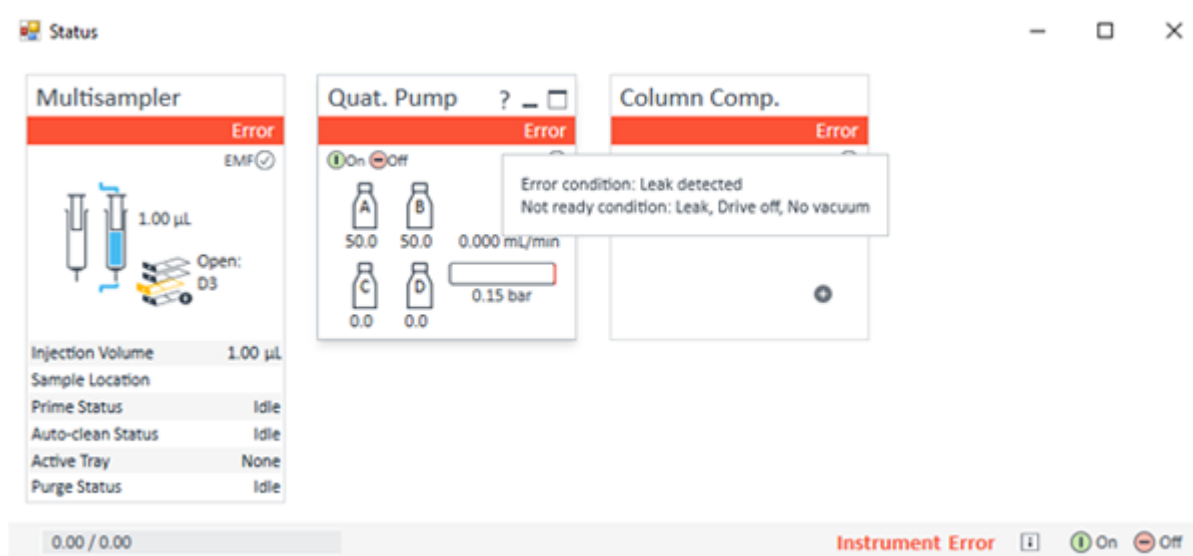 Status
Multisampler
Error
EMF
1.00 µL
Open:
D3
Injection Volume 1.00 µL
Sample Location
Prime Status Idle
Auto-clean Status Idle
Active Tray None
Purge Status Idle
Quat. Pump ?
Error
On Off
A B
50.0 50.0 0.000 mL/min
C D
0.15 bar
0.0 0.0
Column Comp.
Error
Error condition: Leak detected
Not ready condition: Leak, Drive off, No vacuum
0.00 / 0.00 Instrument Error i On Off